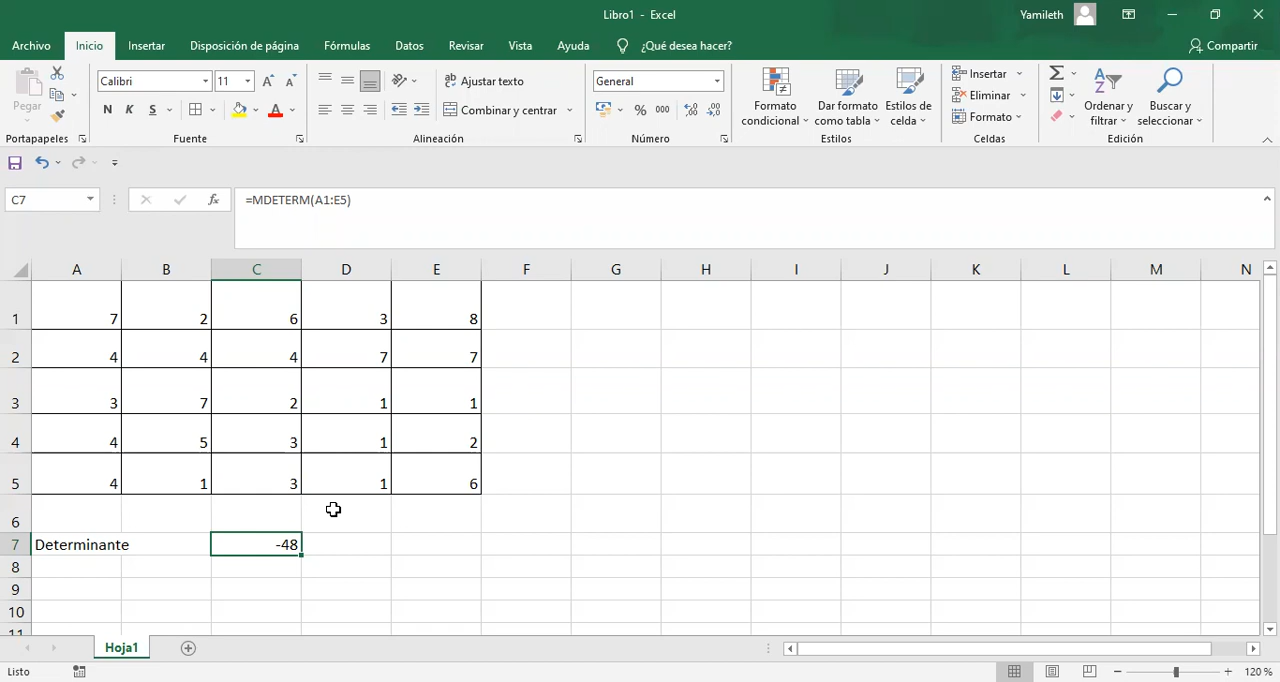 Libro1 - Excel
Yamileth
Archivo Inicio Insertar Disposición de página Fórmulas Datos Revisar Vista Ayuda ¿Qué desea hacer? Compartir
Pegar
Portapapeles
Calibri 11
N K S
Fuente
Ajustar texto
Combinar y centrar
Alineación
General
% 000
Número
Formato condicional
Dar formato como tabla
Estilos de celda
Estilos
Insertar
Eliminar
Formato
Celdas
Ordenar y filtrar
Buscar y seleccionar
Edición
C7 fx =MDETERM(A1:E5)
A B C D E F G H I J K L M N
1 7 2 6 3 8
2 4 4 4 7 7
3 3 7 2 1 1
4 4 5 3 1 2
5 4 1 3 1 6
6
7 Determinante -48
8
9
10
11
Hoja1
Listo
120 %